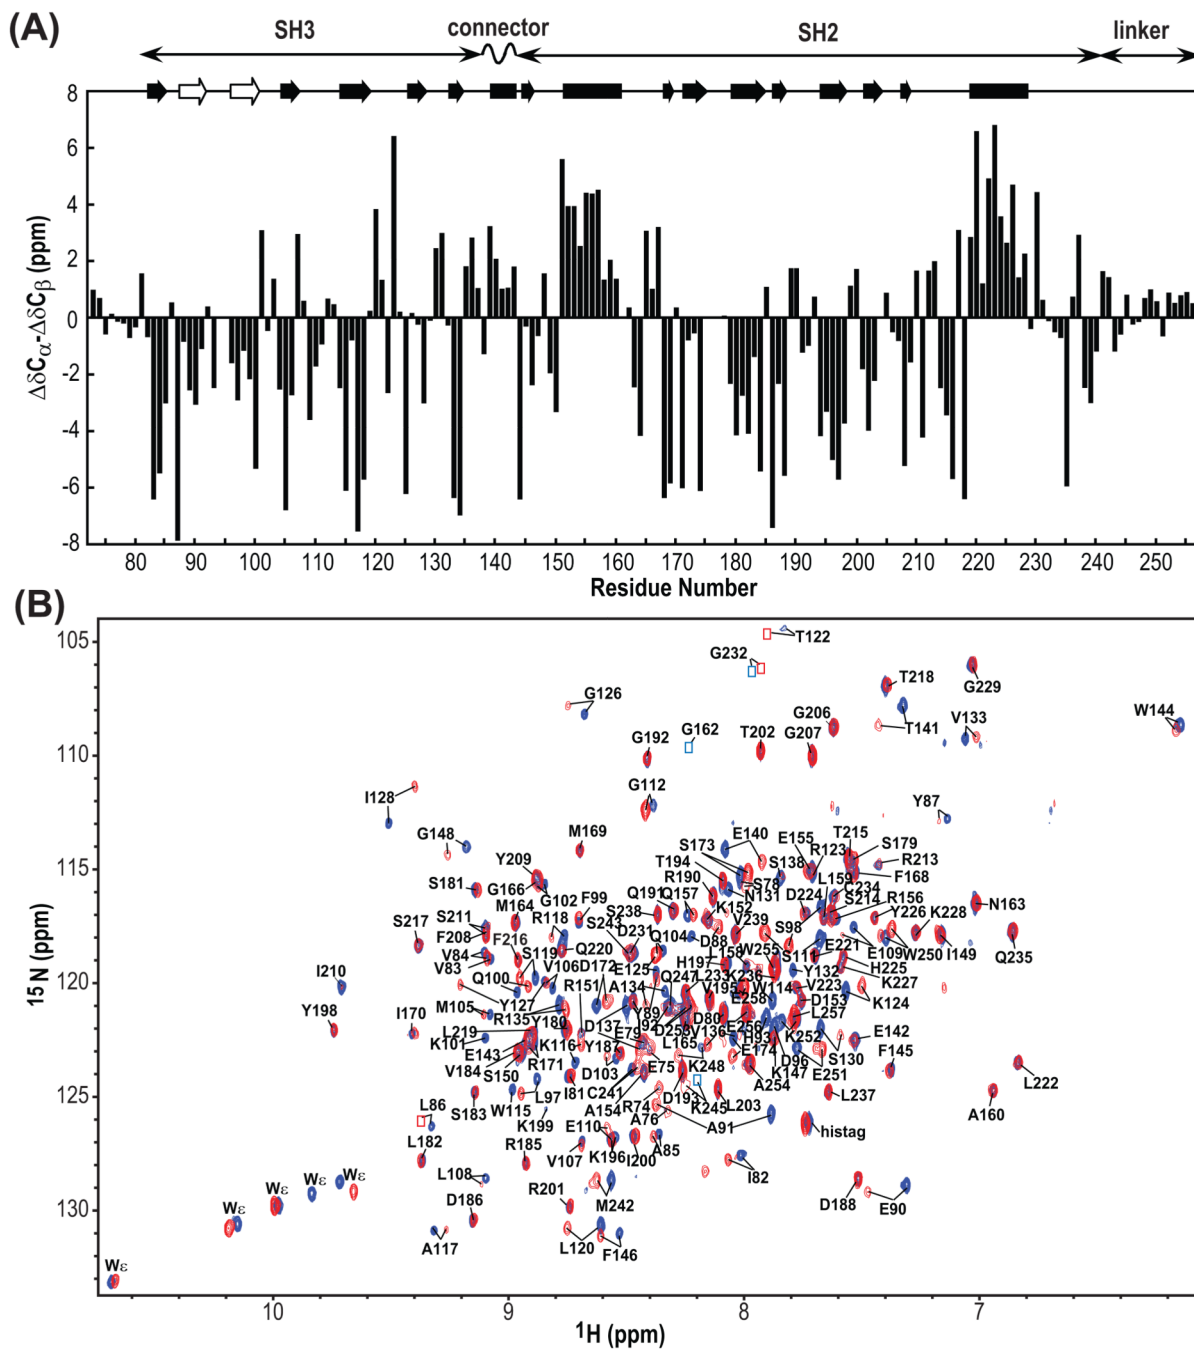 (A)
SH3 connector SH2 linker
8
6
4
2
0
-2
-4
-6
-8
ΔδCα-ΔδCβ (ppm)
80 90 100 110 120 130 140 150 160 170 180 190 200 210 220 230 240 250
Residue Number
(B)
105
110
115
120
125
130
15N (ppm)
T122
G232
G126
G162
T218
G229
G206
T141
V133
W144
G192
T202
G207
G112
I128
Y87
G148
M169
S173
E140
E155
T215
S179
Y209
T194
S138
R123
R213
S181
G166
G102
F99
R190
S78
L159
C234
F168
M164
Q191
Q157
N131
D224
S214
R156
N163
S217
S211
R118
S238
K152
S98
Y226
K228
F208
F216
S243
D231
V239
Q220
Q104
D88
W250
I149
Q235
V84
S119
L158
W255
S111
E221
E109
V83
H197
H225
I210
Q100
V106
D172
E125
K236
Y132
K227
Y127
R151
A134
Q247
L233
V195
W114
V223
K124
Y198
I170
M105
R135
Y180
Y89
E258
D153
L219
D137
I92
D80
K101
E79
D255
V136
E256
H93
K252
E142
E143
K116
Y187
L165
E174
D96
S130
F145
V184
R171
E75
K248
K147
E251
L222
S150
D103
A254
S183
W115
L97
I81
C241
D193
K245
L203
L237
A160
L86
K199
A154
R74
A76
A91
histag
L182
E110
K196
A85
R185
V107
I200
I82
L108
R201
M242
D188
E90
D186
A117
L120
F146
Wε
Wε
Wε
Wε
Wε
10 9 8 7
1H (ppm)